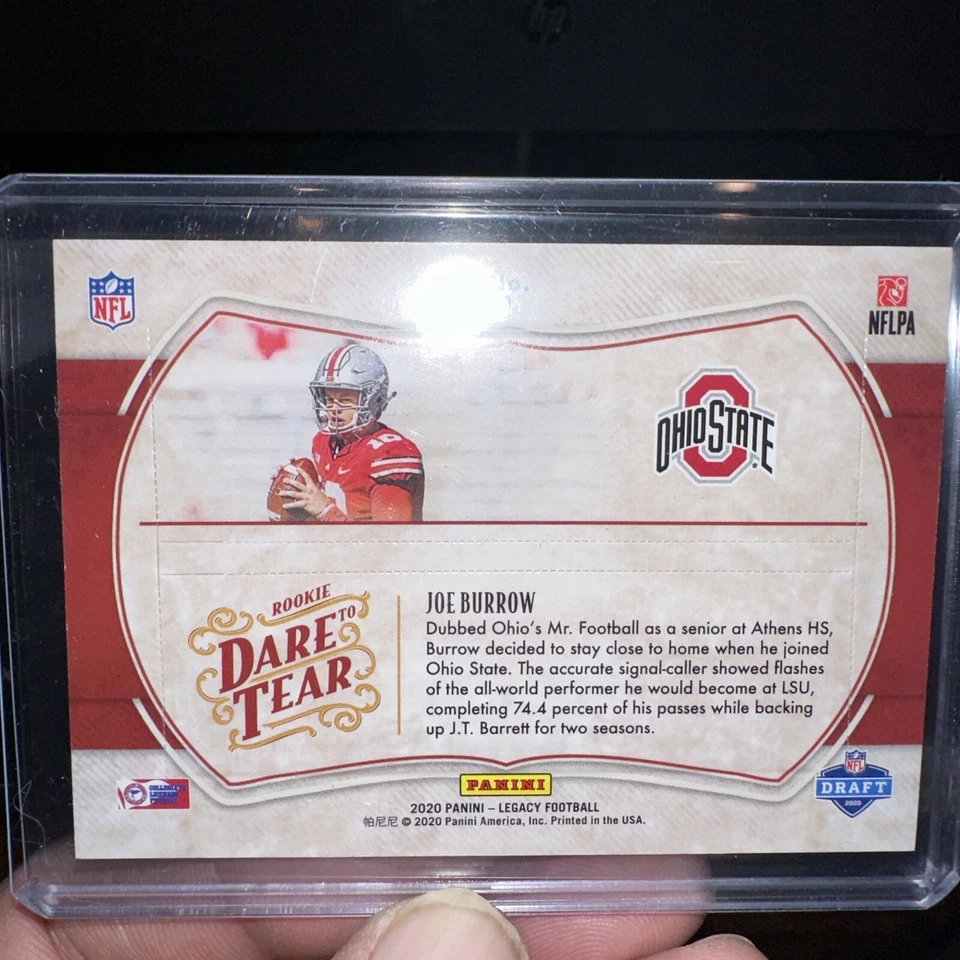 hp
No.
NFL
NFLPA
10
OHIO STATE
ROOKIE
DARE TO
TEAR
JOE BURROW
Dubbed Ohio's Mr. Football as a senior at Athens HS,
Burrow decided to stay close to home when he joined
Ohio State. The accurate signal-caller showed flashes
of the all-world performer he would become at LSU,
completing 74.4 percent of his passes while backing
up J.T. Barrett for two seasons.
PANINI
NFL
DRAFT
2020
2020 PANINI – LEGACY FOOTBALL
帕尼尼 © 2020 Panini America, Inc. Printed in the USA.